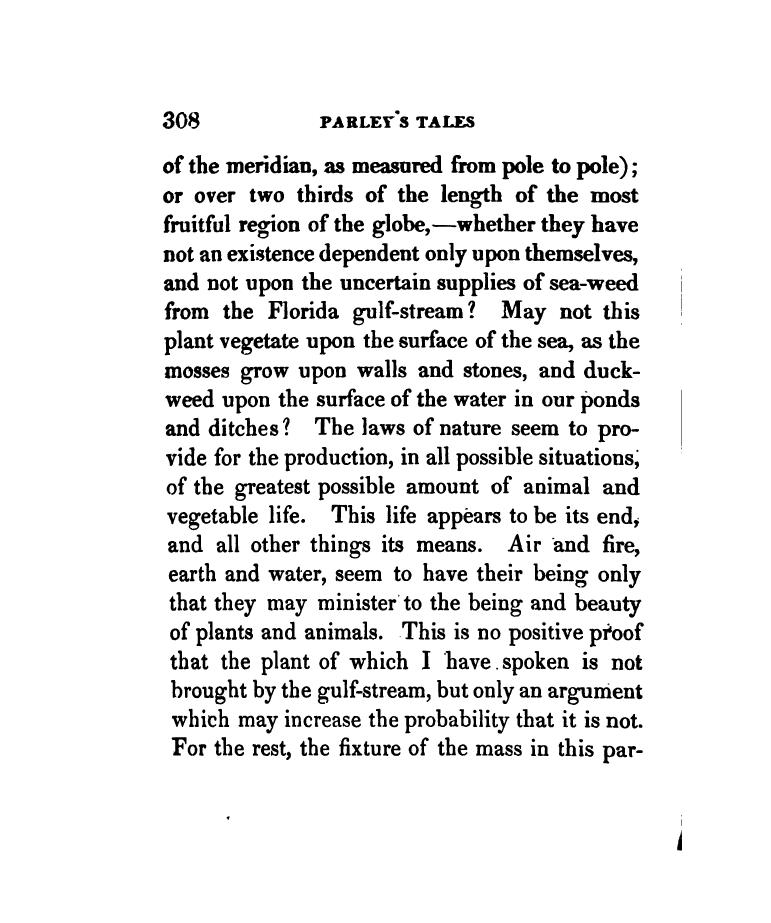 308 PARLEY'S TALES
of the meridian, as measured from pole to pole);
or over two thirds of the length of the most
fruitful region of the globe,—whether they have
not an existence dependent only upon themselves,
and not upon the uncertain supplies of sea-weed
from the Florida gulf-stream? May not this
plant vegetate upon the surface of the sea, as the
mosses grow upon walls and stones, and duck-
weed upon the surface of the water in our ponds
and ditches? The laws of nature seem to pro-
vide for the production, in all possible situations,
of the greatest possible amount of animal and
vegetable life. This life appears to be its end,
and all other things its means. Air and fire,
earth and water, seem to have their being only
that they may minister to the being and beauty
of plants and animals. This is no positive proof
that the plant of which I have spoken is not
brought by the gulf-stream, but only an argument
which may increase the probability that it is not.
For the rest, the fixture of the mass in this par-